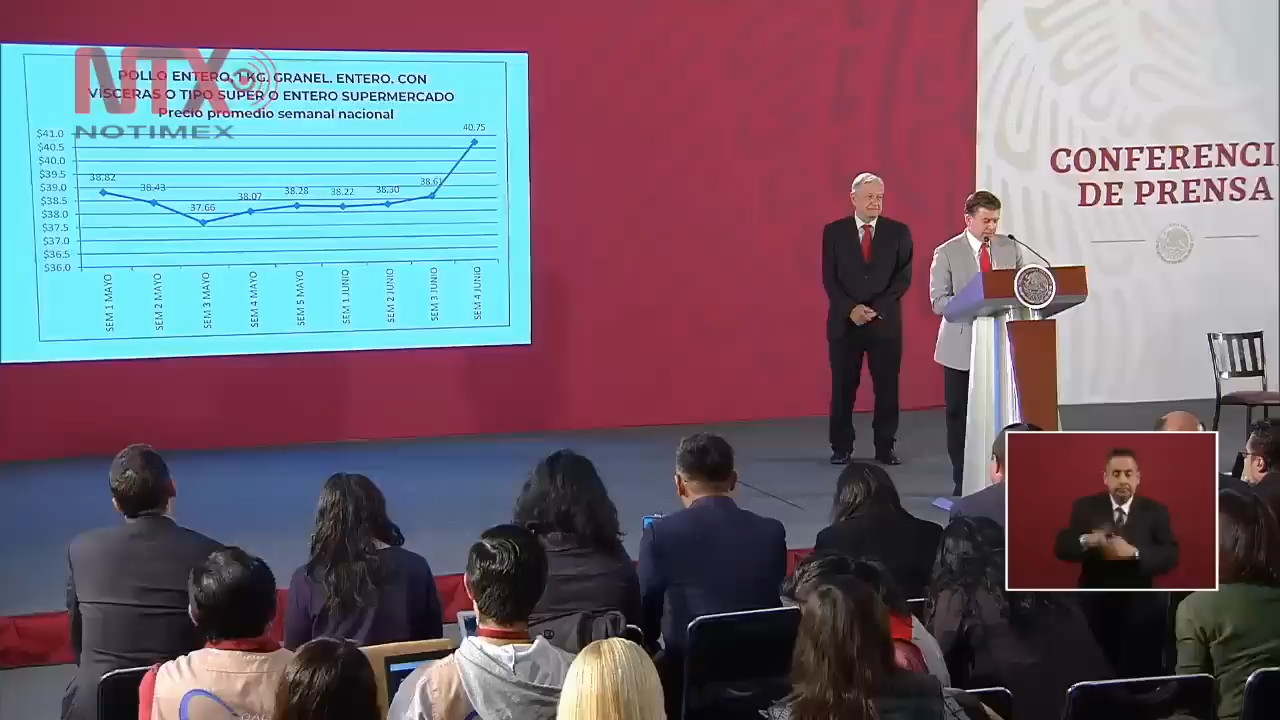 NTX
NOTIMEX
POLLO ENTERO, 1 KG. GRANEL. ENTERO. CON
VISCERAS O TIPO SUPER O ENTERO SUPERMERCADO
Precio promedio semanal nacional
$41.0
$40.5
$40.0
$39.5
$39.0
$38.5
$38.0
$37.5
$37.0
$36.5
$36.0
38.82
38.43
37.66
38.07
38.28
38.22
38.30
38.61
40.75
SEM 1 MAYO
SEM 2 MAYO
SEM 3 MAYO
SEM 4 MAYO
SEM 5 MAYO
SEM 1 JUNIO
SEM 2 JUNIO
SEM 3 JUNIO
SEM 4 JUNIO
CONFERENCI
DE PRENSA